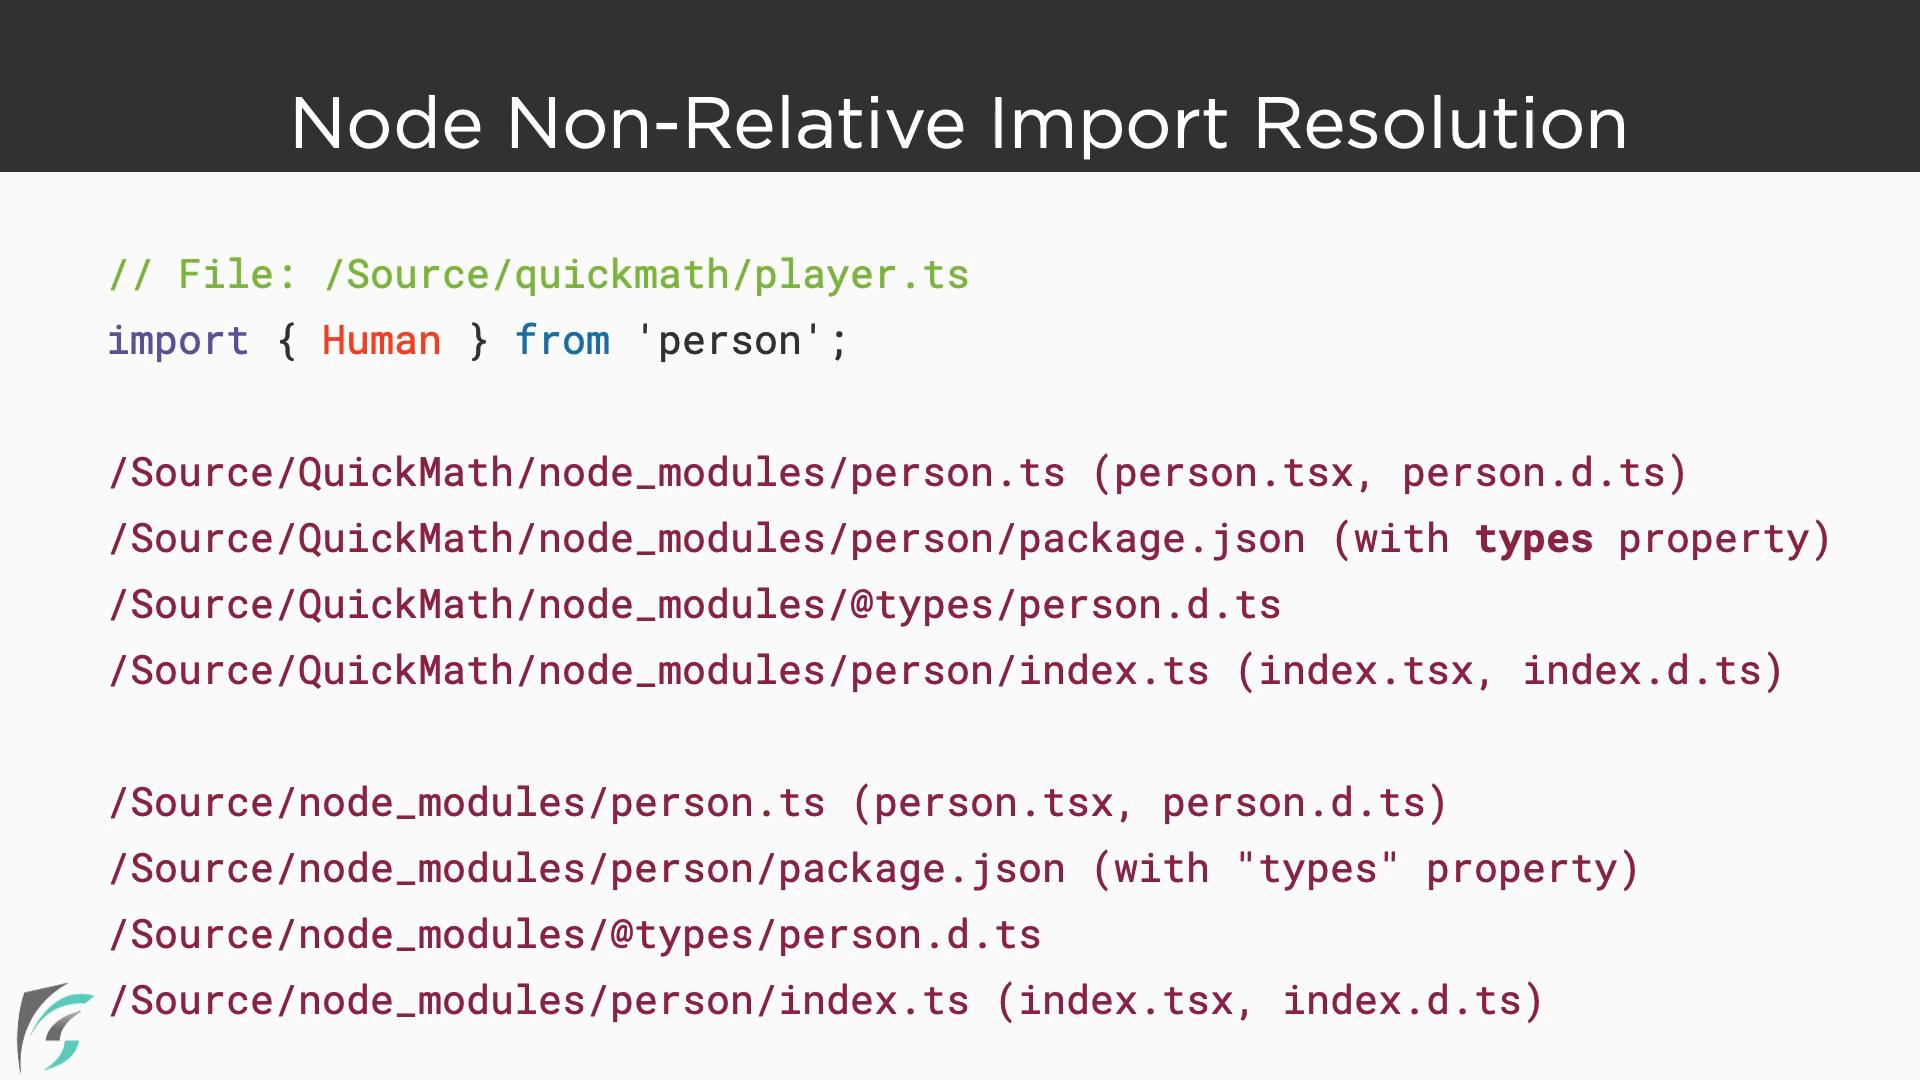 Node Non-Relative Import Resolution
// File: /Source/quickmath/player.ts
import { Human } from 'person';
/Source/QuickMath/node_modules/person.ts (person.tsx, person.d.ts)
/Source/QuickMath/node_modules/person/package.json (with types property)
/Source/QuickMath/node_modules/@types/person.d.ts
/Source/QuickMath/node_modules/person/index.ts (index.tsx, index.d.ts)
/Source/node_modules/person.ts (person.tsx, person.d.ts)
/Source/node_modules/person/package.json (with "types" property)
/Source/node_modules/@types/person.d.ts
/Source/node_modules/person/index.ts (index.tsx, index.d.ts)